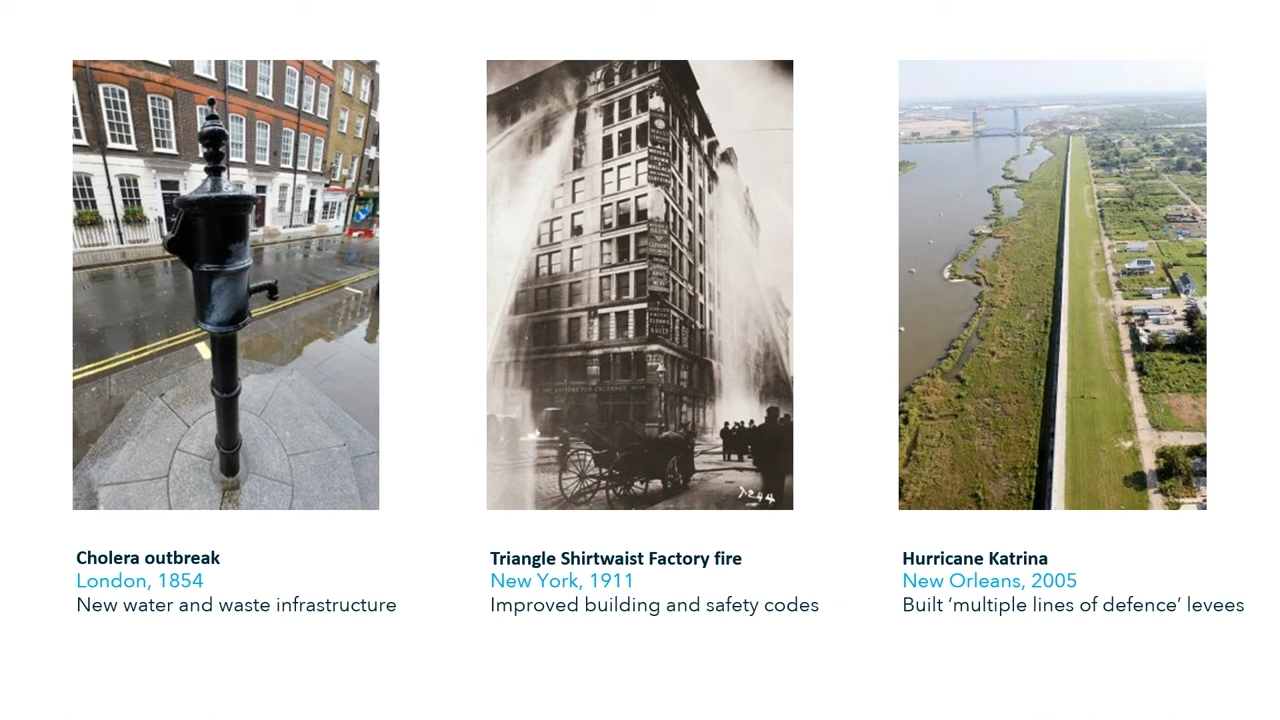 Cholera outbreak
London, 1854
New water and waste infrastructure
Triangle Shirtwaist Factory fire
New York, 1911
Improved building and safety codes
Hurricane Katrina
New Orleans, 2005
Built ‘multiple lines of defence’ levees